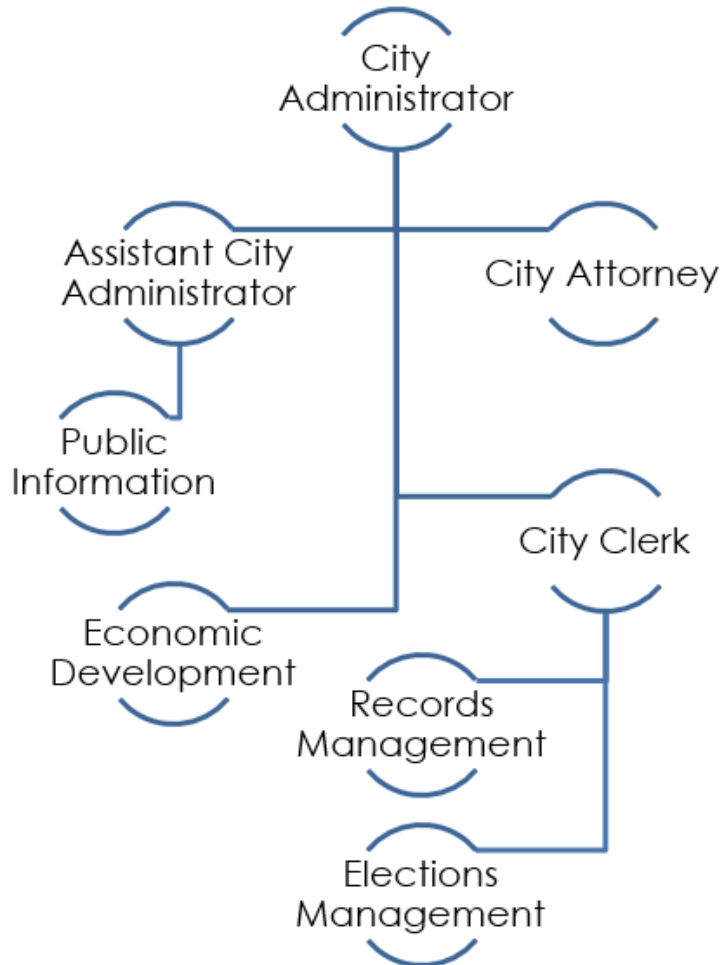 City
Administrator
Assistant City
Administrator
City Attorney
Public
Information
City Clerk
Economic
Development
Records
Management
Elections
Management